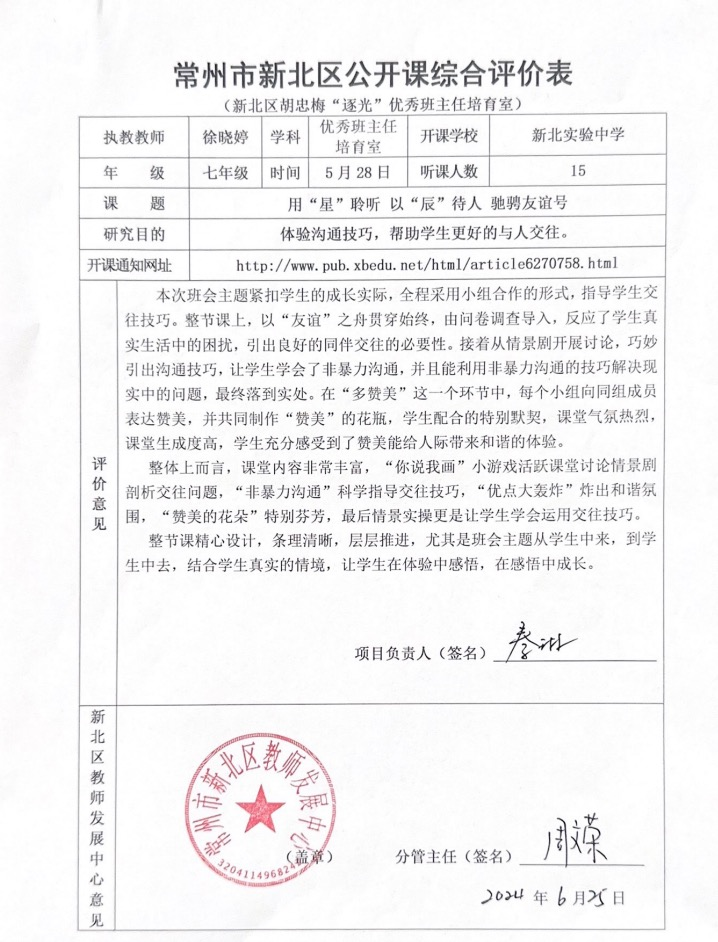 常州市新北区公开课综合评价表
（新北区胡忠梅“逐光”优秀班主任培育室）
执教教师 徐晓婷 学科 优秀班主任培育室 开课学校 新北实验中学
年 级 七年级 时间 5月28日 听课人数 15
课 题 用“星”聆听 以“辰”待人 驰骋友谊号
研究目的 体验沟通技巧，帮助学生更好的与人交往。
开课通知网址 http://www.pub.xbedu.net/html/article6270758.html
评价意见
本次班会主题紧扣学生的成长实际，全程采用小组合作的形式，指导学生交
往技巧。整节课上，以“友谊”之舟贯穿始终，由问卷调查导入，反应了学生真
实生活中的困扰，引出良好的同伴交往的必要性。接着从情景剧开展讨论，巧妙
引出沟通技巧，让学生学会了非暴力沟通，并且能利用非暴力沟通的技巧解决现
实中的问题，最终落到实处。在“多赞美”这一个环节中，每个小组向同组成员
表达赞美，并共同制作“赞美”的花瓶，学生配合的特别默契，课堂气氛热烈，
课堂生成度高，学生充分感受到了赞美能给人际带来和谐的体验。
整体上而言，课堂内容非常丰富，“你说我画”小游戏活跃课堂讨论情景剧
剖析交往问题，“非暴力沟通”科学指导交往技巧，“优点大轰炸”炸出和谐氛
围，“赞美的花朵”特别芬芳，最后情景实操更是让学生学会运用交往技巧。
整节课精心设计，条理清晰，层层推进，尤其是班会主题从学生中来，到学
生中去，结合学生真实的情境，让学生在体验中感悟，在感悟中成长。
项目负责人（签名）
新北区教师发展中心意见
常州市新北区教师发展中心
（盖章） 分管主任（签名） 周文荣
2024 年 6 月 25 日